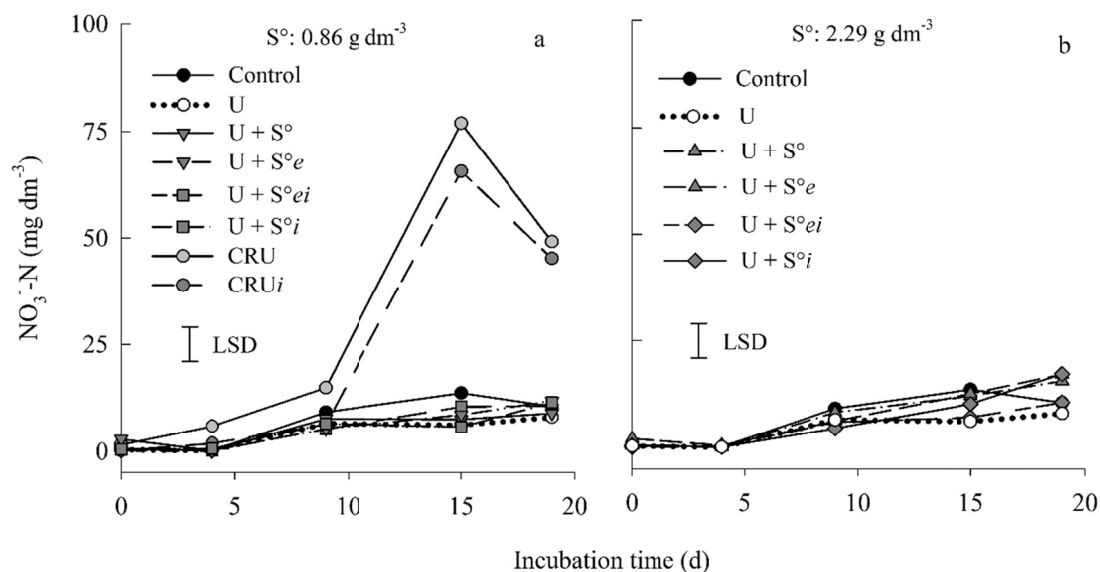 S°: 0.86 g dm⁻³
a
S°: 2.29 g dm⁻³
b
NO₃⁻-N (mg dm⁻³)
100
75
50
25
0
Control
U
U + S°
U + S°e
U + S°ei
U + S°i
CRU
CRUi
LSD
Control
U
U + S°
U + S°e
U + S°ei
U + S°i
LSD
0 5 10 15 20
0 5 10 15 20
Incubation time (d)